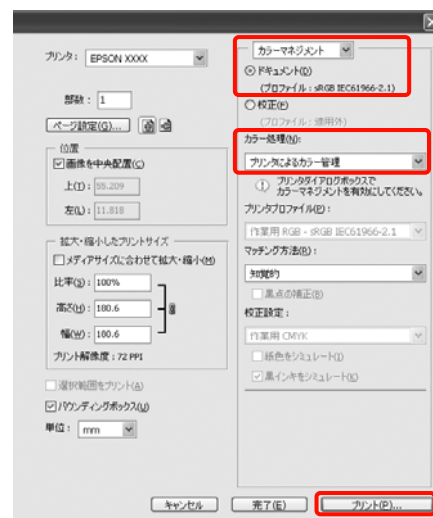 プリンタ： EPSON XXXX
部数： 1
ページ設定(G)...
位置
画像を中央配置(C)
上(T)： 55.209
左(L)： 11.818
拡大・縮小したプリントサイズ
メディアサイズに合わせて拡大・縮小(M)
比率(S)： 100%
高さ(H)： 180.6
幅(W)： 180.6
プリント解像度：72 PPI
選択範囲をプリント(A)
バウンディングボックス(U)
単位： mm
カラーマネジメント
ドキュメント(D)
(プロファイル：sRGB IEC61966-2.1)
校正(E)
(プロファイル：適用外)
カラー処理(N)：
プリンタによるカラー管理
プリンタダイアログボックスで
カラーマネジメントを有効にしてください。
プリンタプロファイル(P)：
作業用 RGB - sRGB IEC61966-2.1
マッチング方法(R)：
知覚的
黒点の補正(B)
校正設定：
作業用 CMYK
紙色をシミュレート(I)
黒インキをシミュレート(K)
キャンセル
完了(E)
プリント(P)...